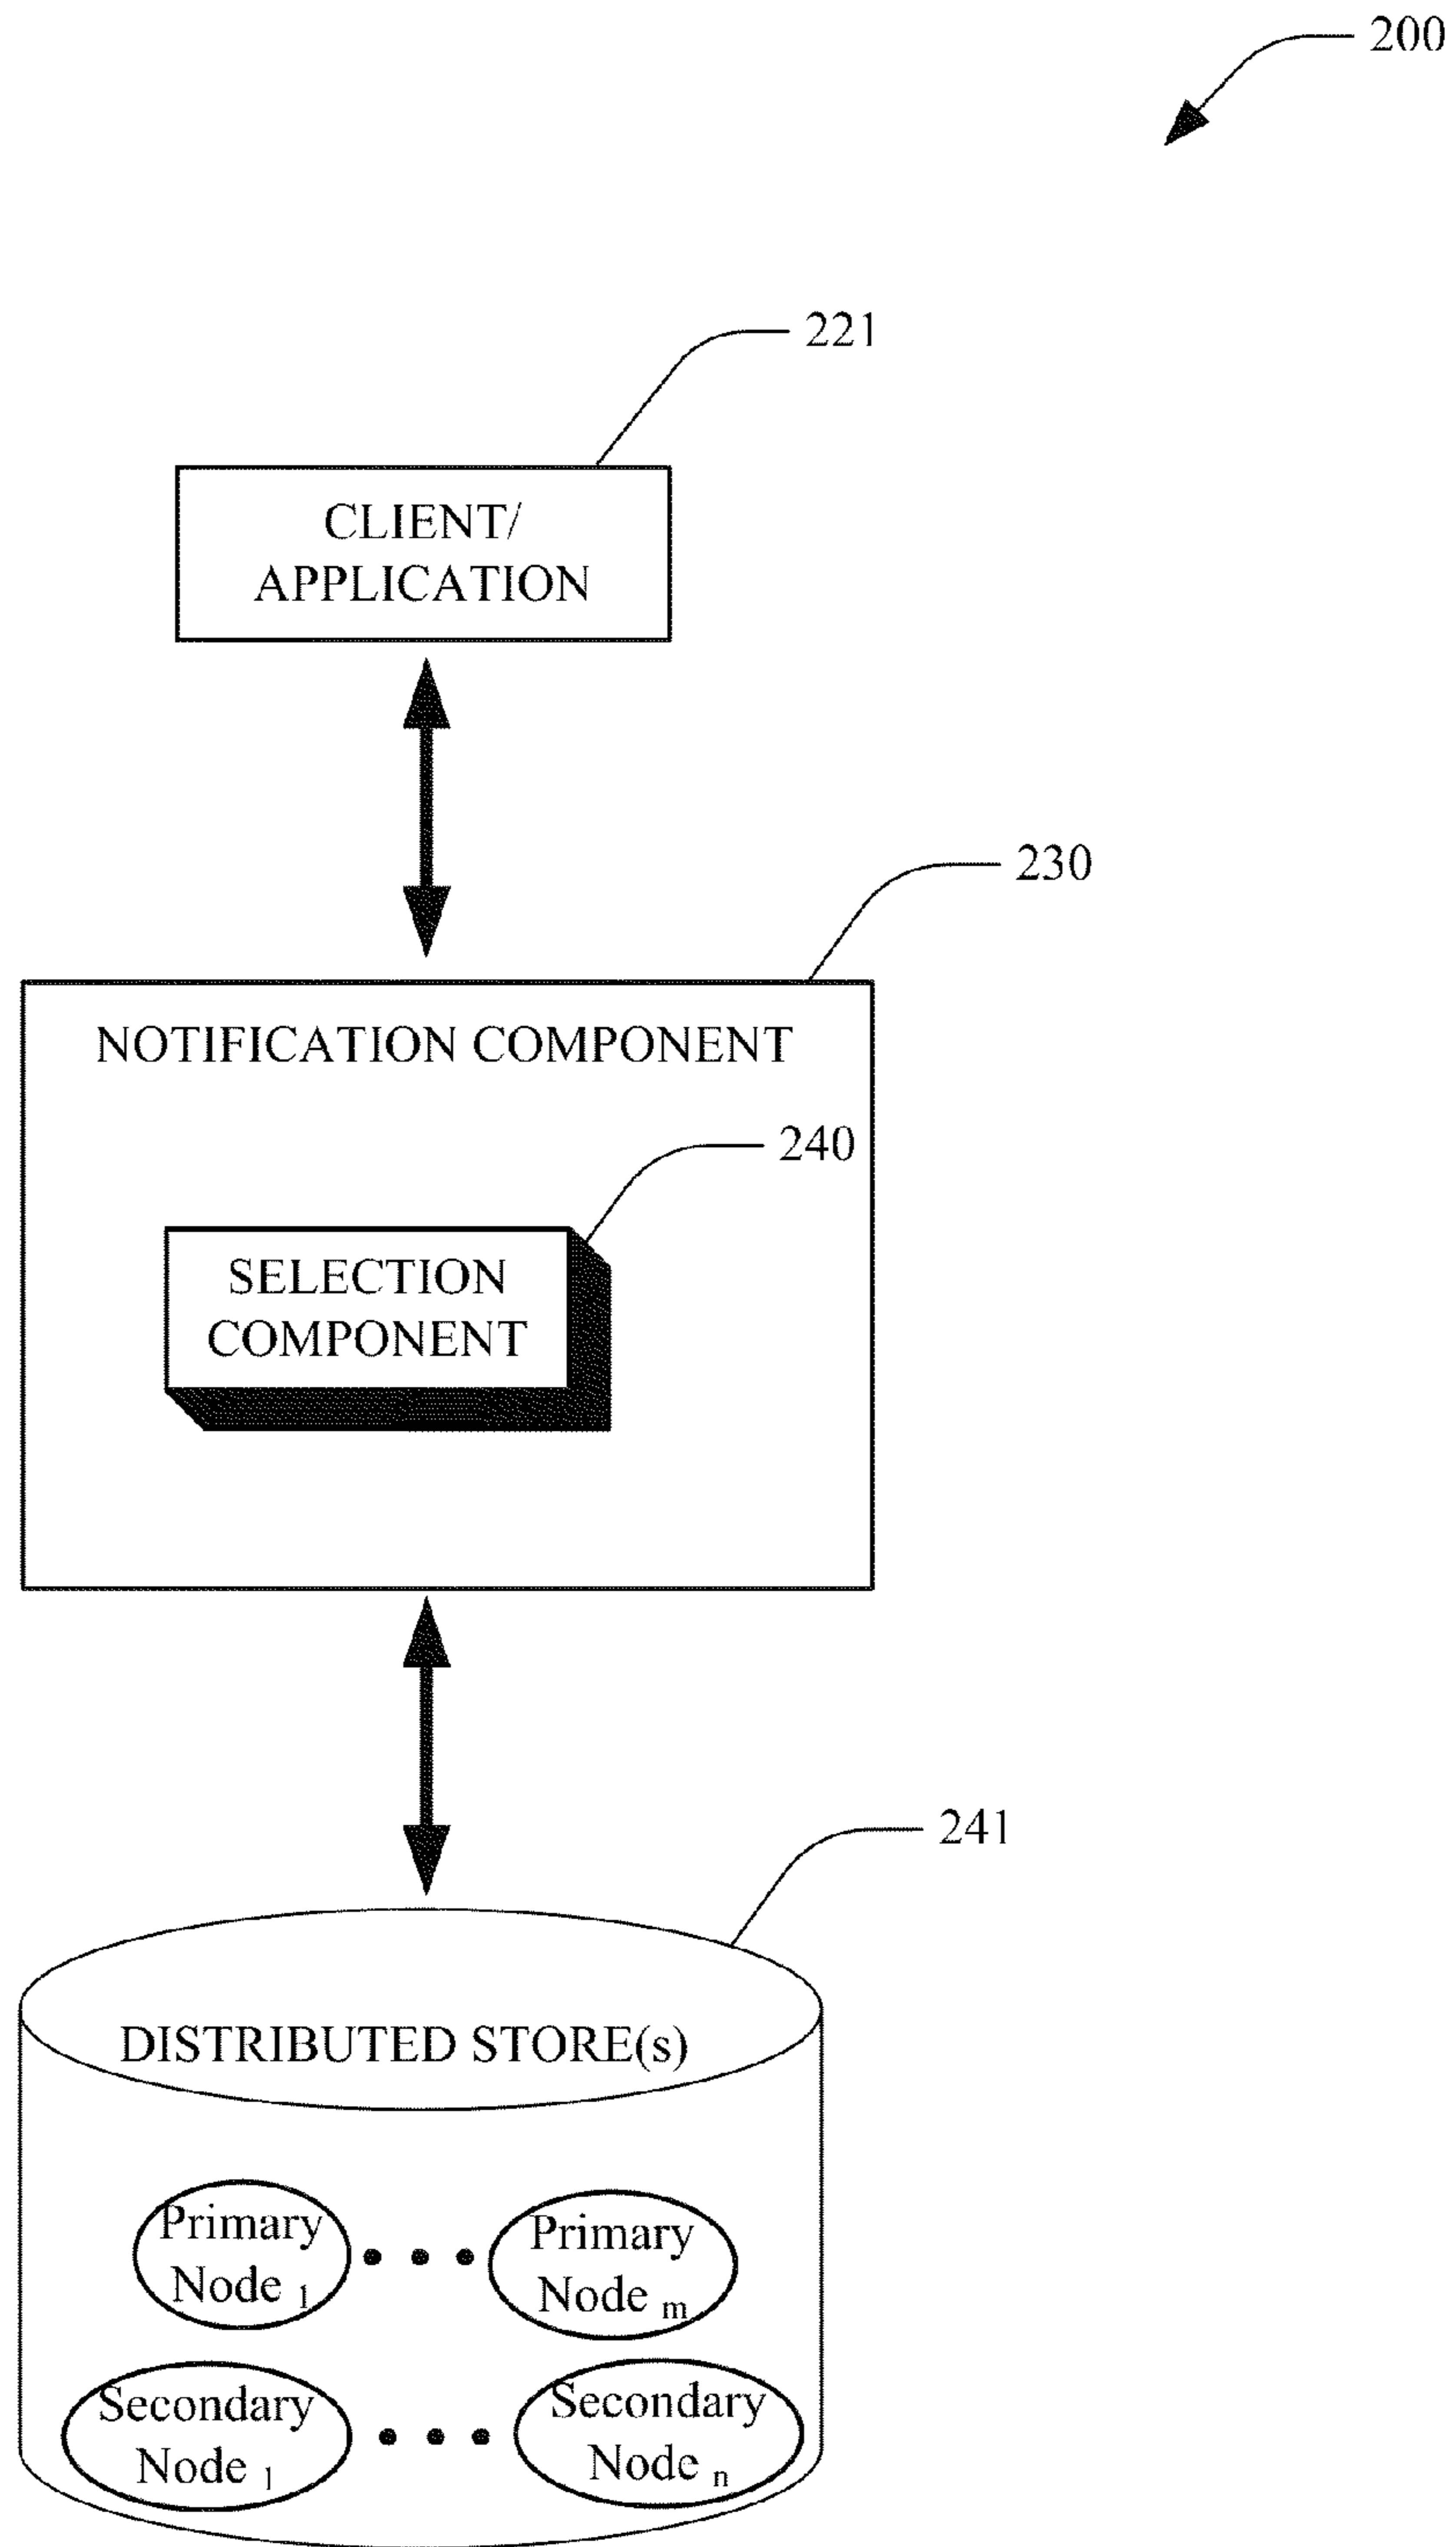 200
221
CLIENT/
APPLICATION
230
NOTIFICATION COMPONENT
240
SELECTION
COMPONENT
241
DISTRIBUTED STORE(s)
Primary
Node 1
Primary
Node m
Secondary
Node 1
Secondary
Node n